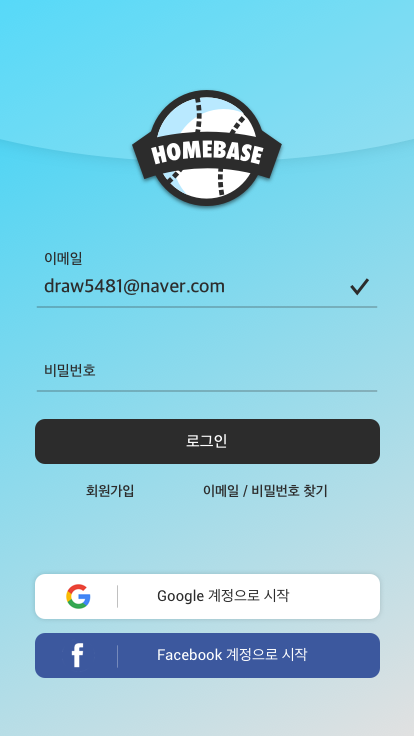 HOMEBASE
이메일
draw5481@naver.com
비밀번호
로그인
회원가입 이메일 / 비밀번호 찾기
Google 계정으로 시작
Facebook 계정으로 시작